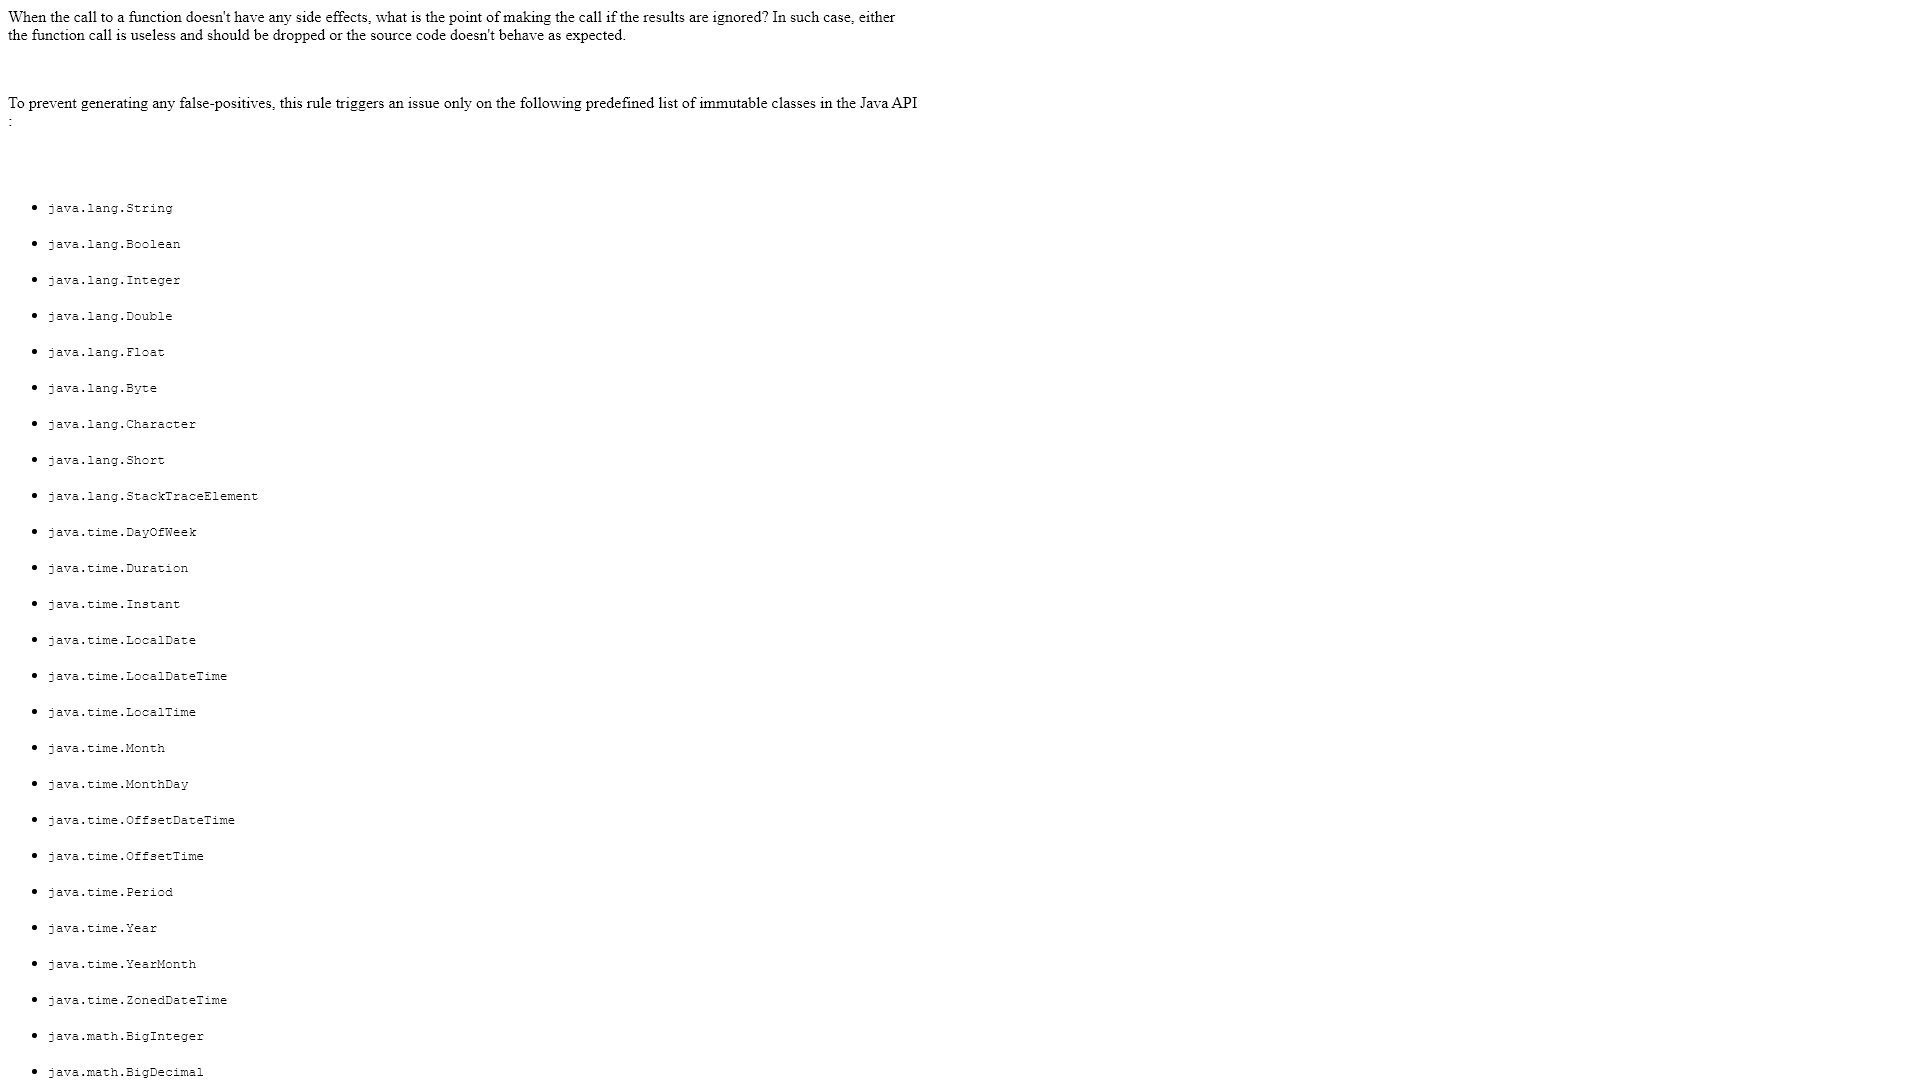 When the call to a function doesn't have any side effects, what is the point of making the call if the results are ignored? In such case, either
the function call is useless and should be dropped or the source code doesn't behave as expected.
To prevent generating any false-positives, this rule triggers an issue only on the following predefined list of immutable classes in the Java API
:
• java.lang.String
• java.lang.Boolean
• java.lang.Integer
• java.lang.Double
• java.lang.Float
• java.lang.Byte
• java.lang.Character
• java.lang.Short
• java.lang.StackTraceElement
• java.time.DayOfWeek
• java.time.Duration
• java.time.Instant
• java.time.LocalDate
• java.time.LocalDateTime
• java.time.LocalTime
• java.time.Month
• java.time.MonthDay
• java.time.OffsetDateTime
• java.time.OffsetTime
• java.time.Period
• java.time.Year
• java.time.YearMonth
• java.time.ZonedDateTime
• java.math.BigInteger
• java.math.BigDecimal